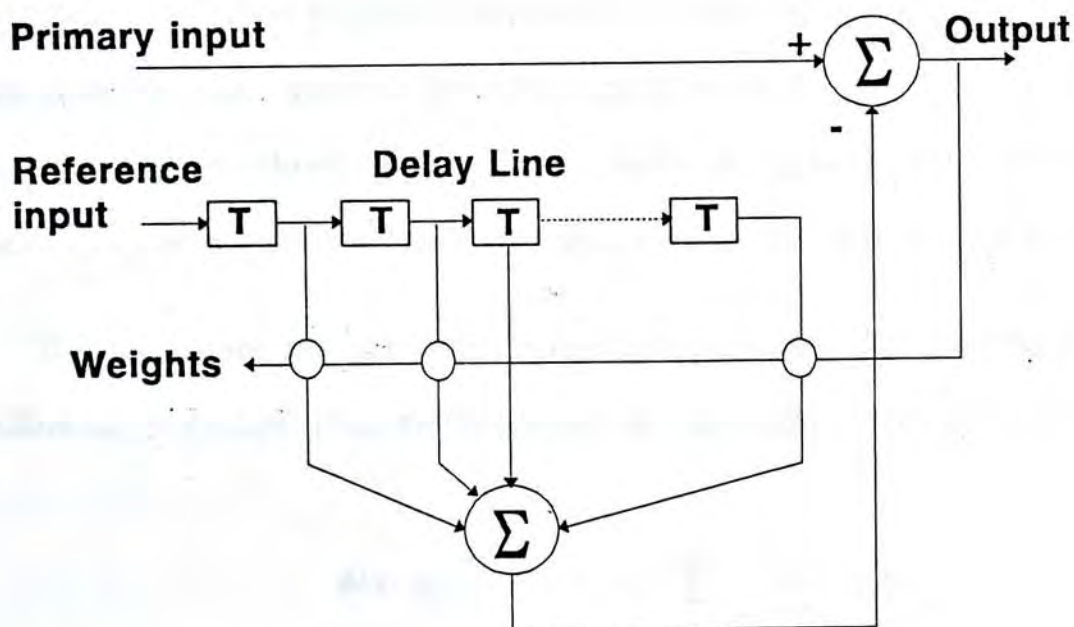 Primary input
+
Σ
Output
-
Reference
input
Delay Line
T
T
T
T
Weights
Σ